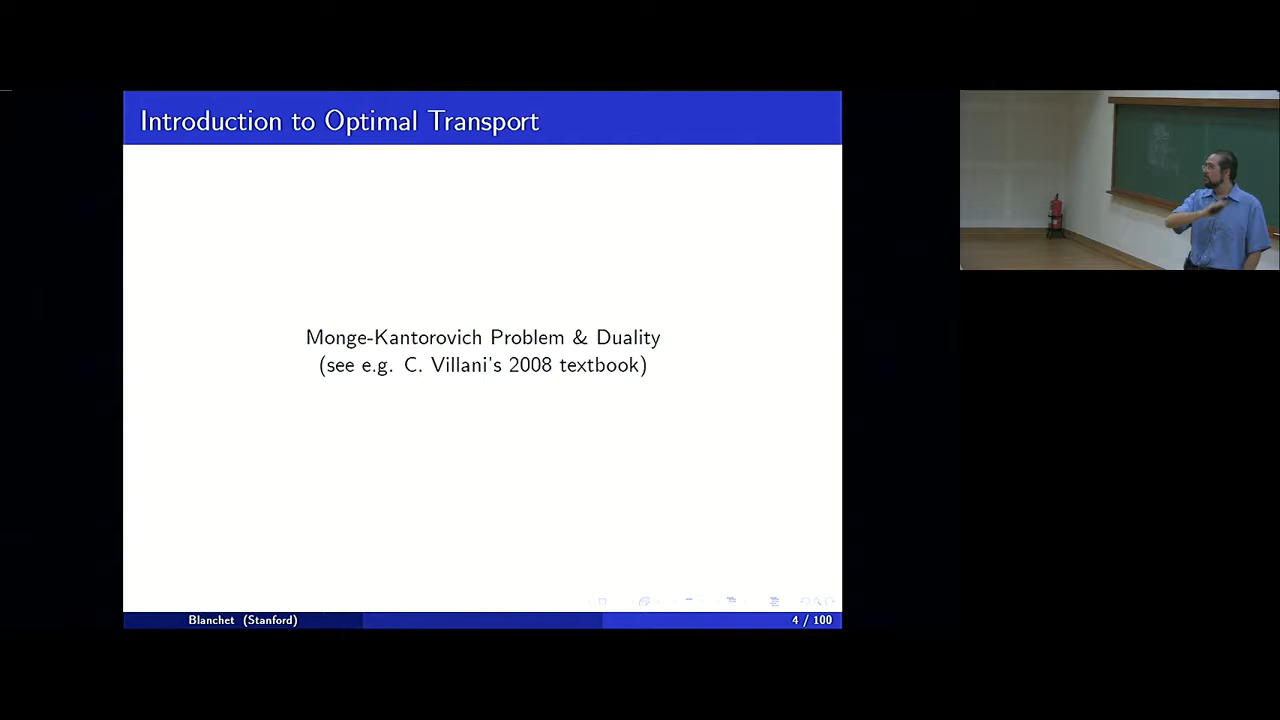 Introduction to Optimal Transport
Monge-Kantorovich Problem & Duality
(see e.g. C. Villani's 2008 textbook)
Blanchet (Stanford)
4 / 100